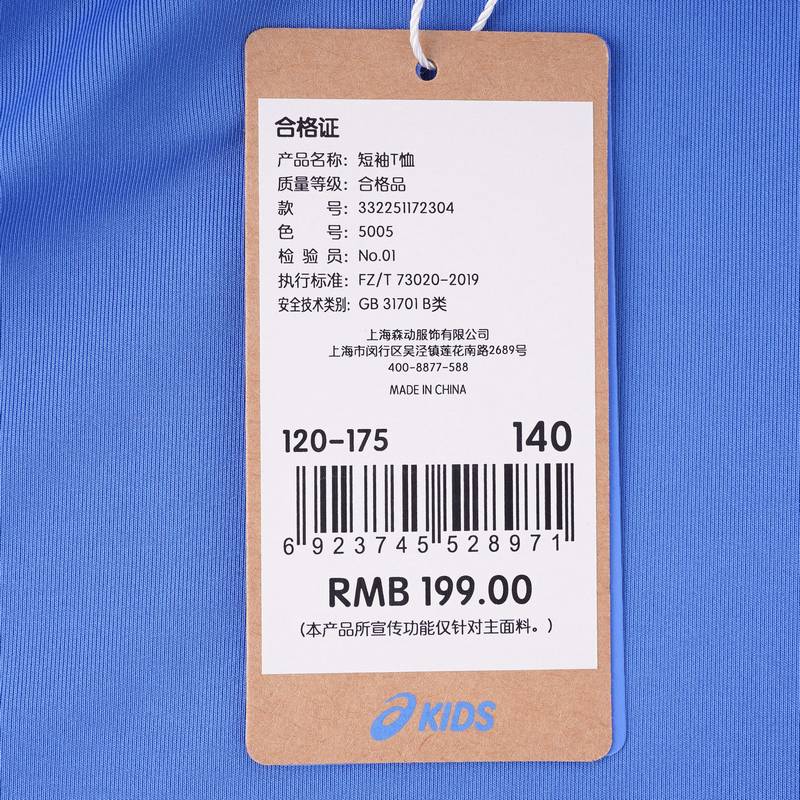 合格证
产品名称：短袖T恤
质量等级：合格品
款 号：332251172304
色 号：5005
检 验 员：No.01
执行标准：FZ/T 73020-2019
安全技术类别：GB 31701 B类
上海森动服饰有限公司
上海市闵行区吴泾镇莲花南路2689号
400-8877-588
MADE IN CHINA
120-175 140
6 923745 528971
RMB 199.00
(本产品所宣传功能仅针对主面料。)
KIDS